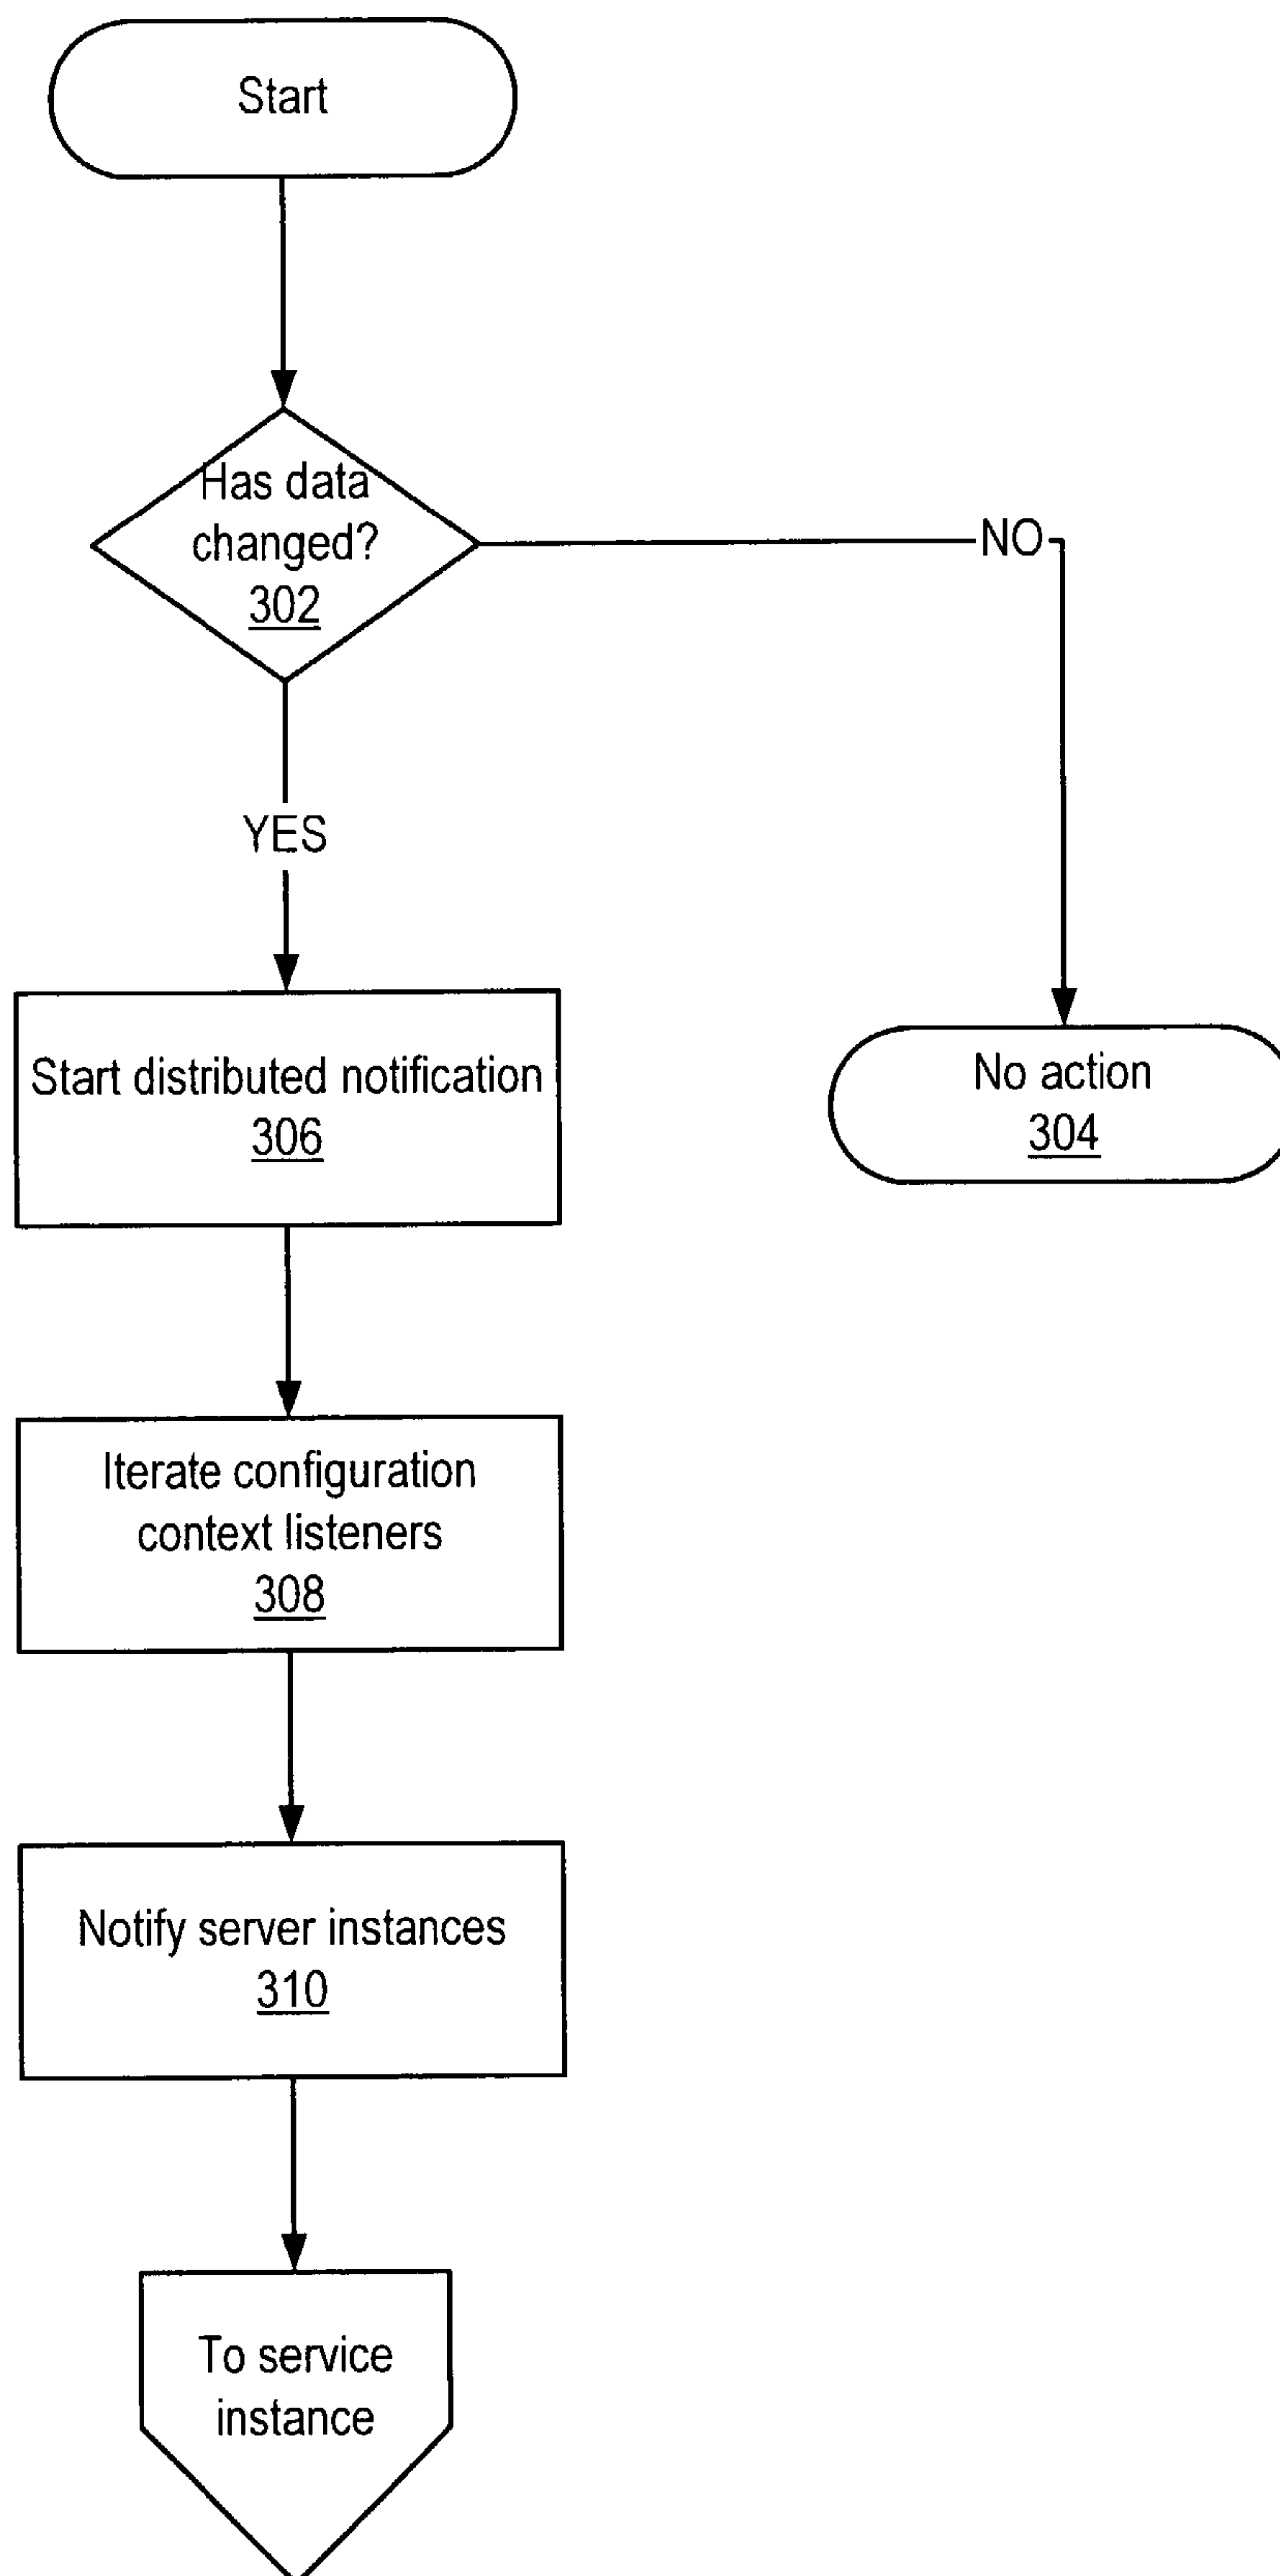 Start
Has data
changed?
302
NO
YES
Start distributed notification
306
No action
304
Iterate configuration
context listeners
308
Notify server instances
310
To service
instance